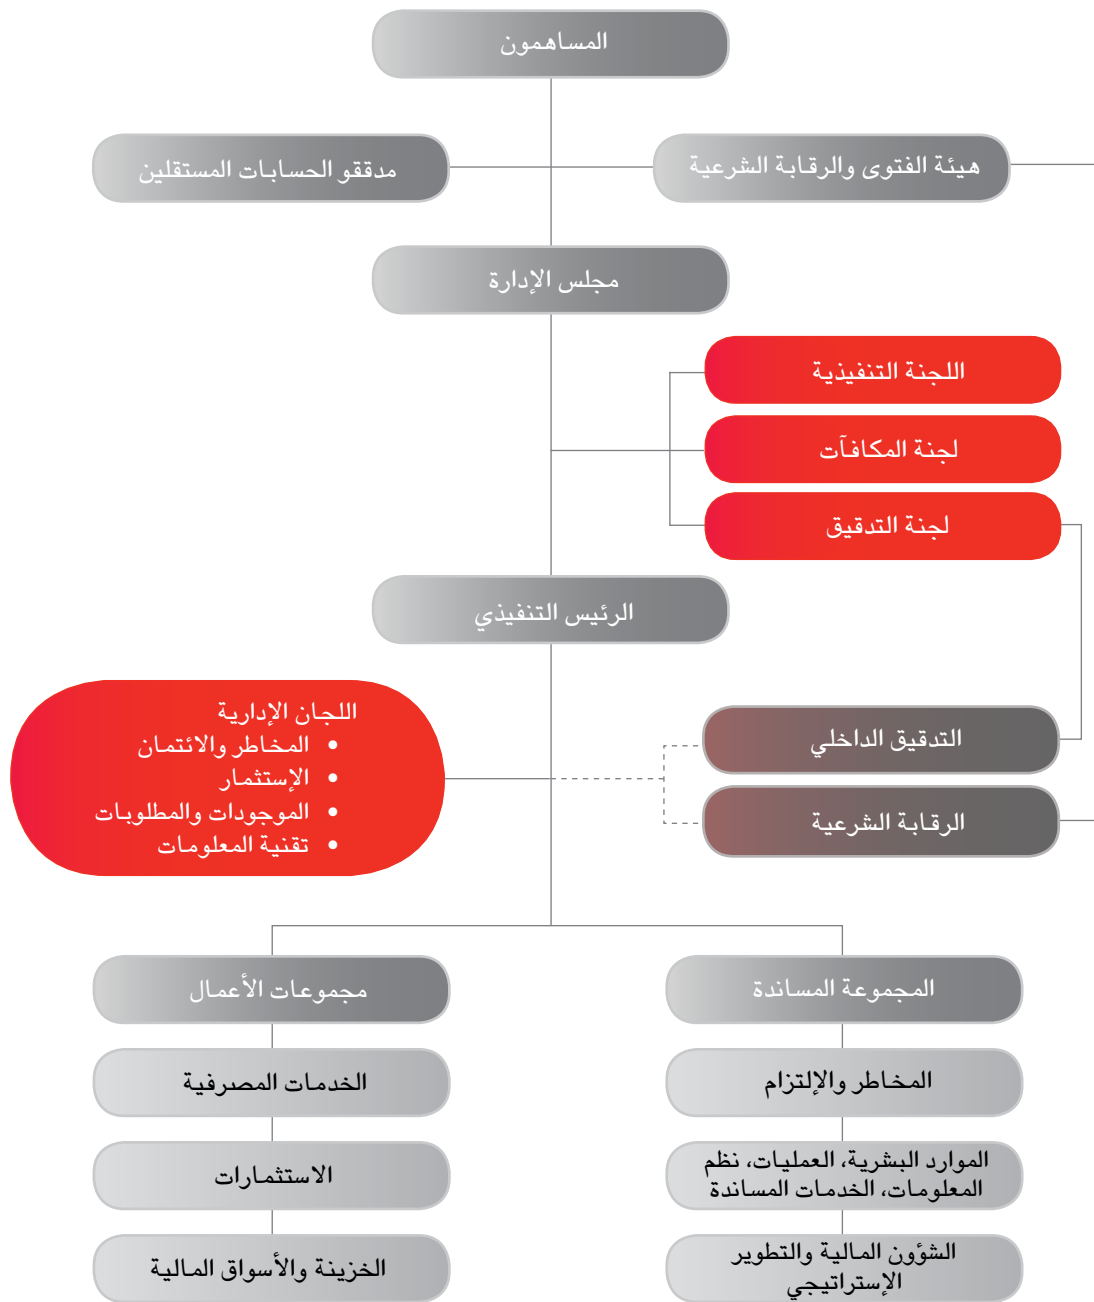 المساهمون
هيئة الفتوى والرقابة الشرعية
مدققو الحسابات المستقلين
مجلس الإدارة
اللجنة التنفيذية
لجنة المكافآت
لجنة التدقيق
الرئيس التنفيذي
اللجان الإدارية
• المخاطر والائتمان
• الإستثمار
• الموجودات والمطلوبات
• تقنية المعلومات
التدقيق الداخلي
الرقابة الشرعية
المجموعة المساندة
المخاطر والإلتزام
الموارد البشرية، العمليات، نظم
المعلومات، الخدمات المساندة
الشؤون المالية والتطوير
الإستراتيجي
مجموعات الأعمال
الخدمات المصرفية
الاستثمارات
الخزينة والأسواق المالية